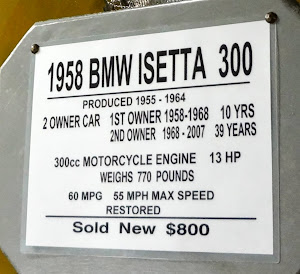 1958 BMW ISETTA 300
PRODUCED 1955 - 1964
2 OWNER CAR 1ST OWNER 1958-1968 10 YRS
2ND OWNER 1968 - 2007 39 YEARS
300cc MOTORCYCLE ENGINE 13 HP
WEIGHS 770 POUNDS
60 MPG 55 MPH MAX SPEED
RESTORED
Sold New $800